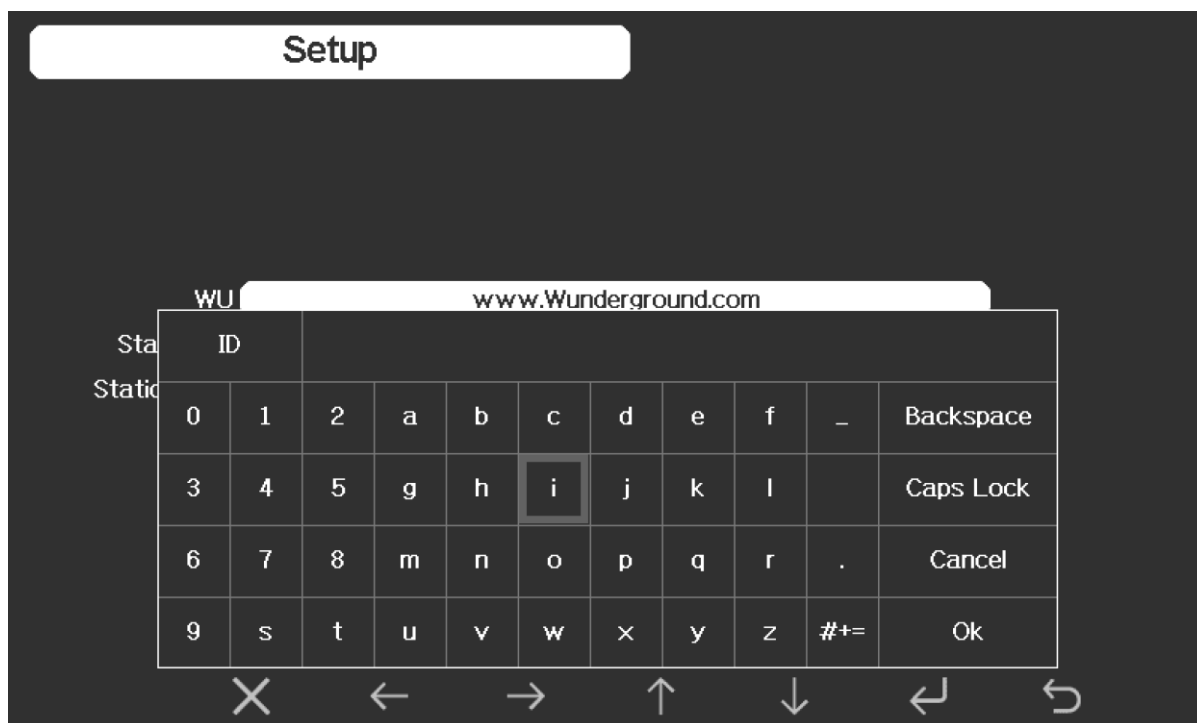 Setup
WU www.Wunderground.com
Sta ID
Static
0 1 2 a b c d e f _ Backspace
3 4 5 g h i j k l Caps Lock
6 7 8 m n o p q r . Cancel
9 s t u v w x y z #+= Ok